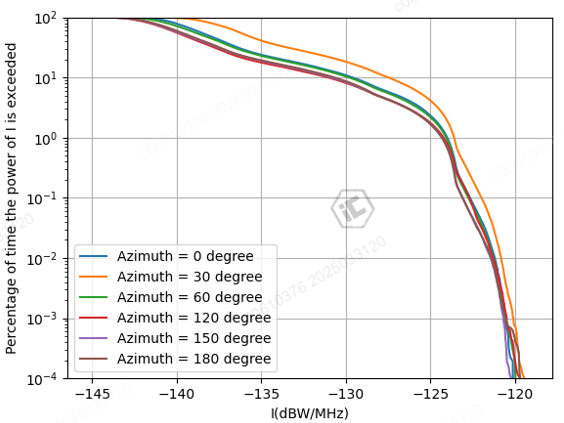 Percentage of time the power of I is exceeded
10²
10¹
10⁰
10⁻¹
10⁻²
10⁻³
10⁻⁴
Azimuth = 0 degree
Azimuth = 30 degree
Azimuth = 60 degree
Azimuth = 120 degree
Azimuth = 150 degree
Azimuth = 180 degree
−145 −140 −135 −130 −125 −120
I(dBW/MHz)